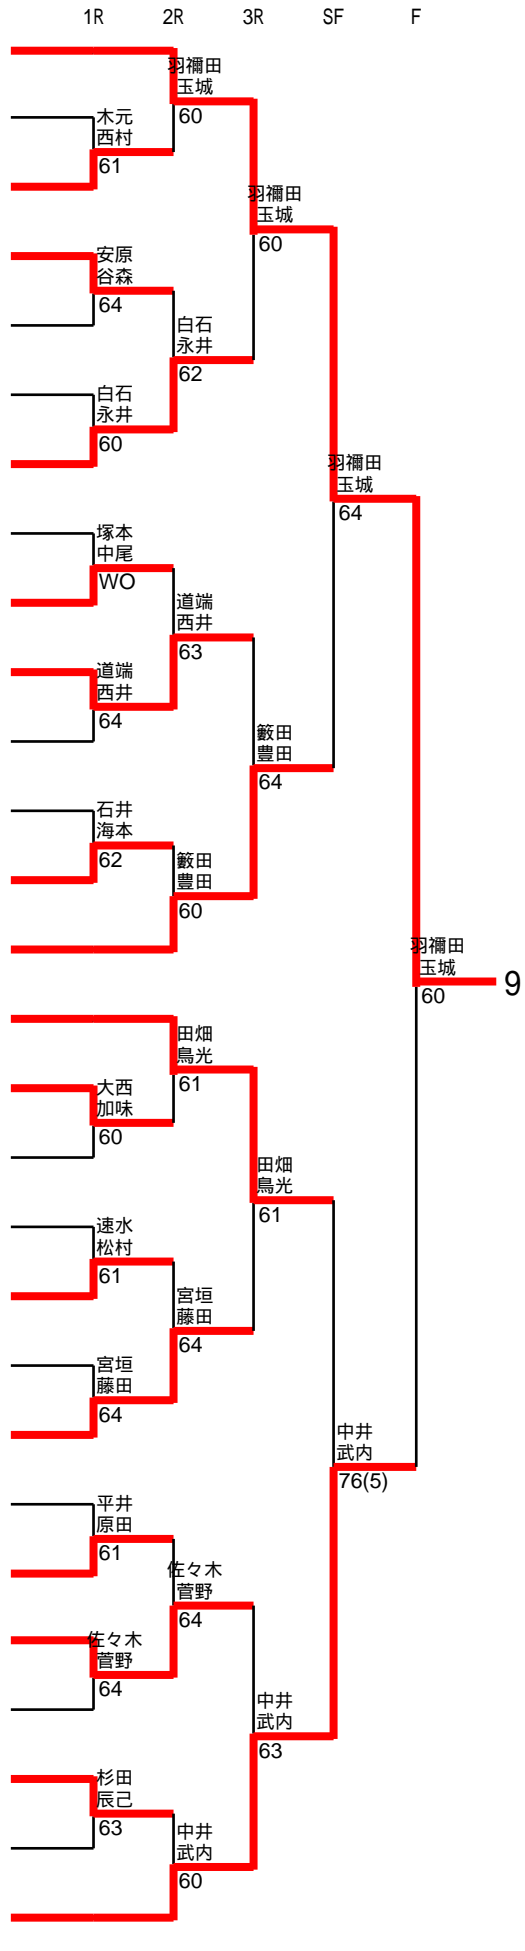 1R 2R 3R SF F
羽禰田
玉城
60
木元
西村
61
羽禰田
玉城
60
安原
谷森
64
白石
永井
62
白石
永井
60
羽禰田
玉城
64
塚本
中尾
WO
道端
西井
63
道端
西井
64
籔田
豊田
64
石井
海本
62
籔田
豊田
60
羽禰田
玉城
60
9
田畑
鳥光
61
大西
加味
60
田畑
鳥光
61
速水
松村
61
宮垣
藤田
64
宮垣
藤田
64
中井
武内
76(5)
平井
原田
61
佐々木
菅野
64
佐々木
菅野
64
中井
武内
63
杉田
辰己
63
中井
武内
60